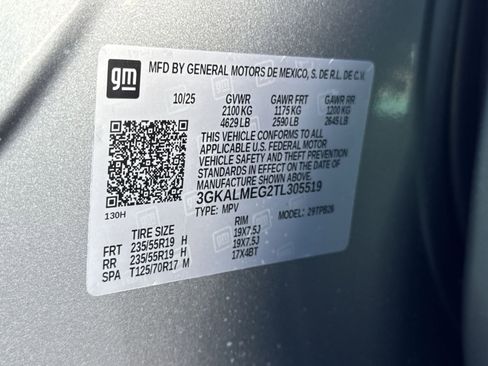 gm
MFD BY GENERAL MOTORS DE MEXICO, S. DE R.L. DE C.V.
10/25 GVWR GAWR FRT GAWR RR
2100 KG 1175 KG 1200 KG
4629 LB 2590 LB 2645 LB
THIS VEHICLE CONFORMS TO ALL
APPLICABLE U.S. FEDERAL MOTOR
VEHICLE SAFETY AND THEFT PREVENTION
STANDARDS IN EFFECT ON THE DATE OF
MANUFACTURE SHOWN ABOVE.
3GKALMEG2TL305519
TYPE: MPV MODEL: 29TPB26
130H
TIRE SIZE RIM
FRT 235/55R19 H 19X7.5J
RR 235/55R19 H 19X7.5J
SPA T125/70R17 M 17X4BT